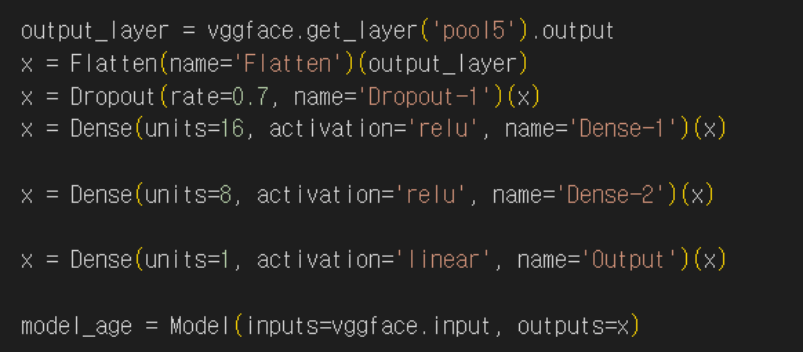 output_layer = vggface.get_layer('pool5').output
x = Flatten(name='Flatten')(output_layer)
x = Dropout(rate=0.7, name='Dropout-1')(x)
x = Dense(units=16, activation='relu', name='Dense-1')(x)
x = Dense(units=8, activation='relu', name='Dense-2')(x)
x = Dense(units=1, activation='linear', name='Output')(x)
model_age = Model(inputs=vggface.input, outputs=x)